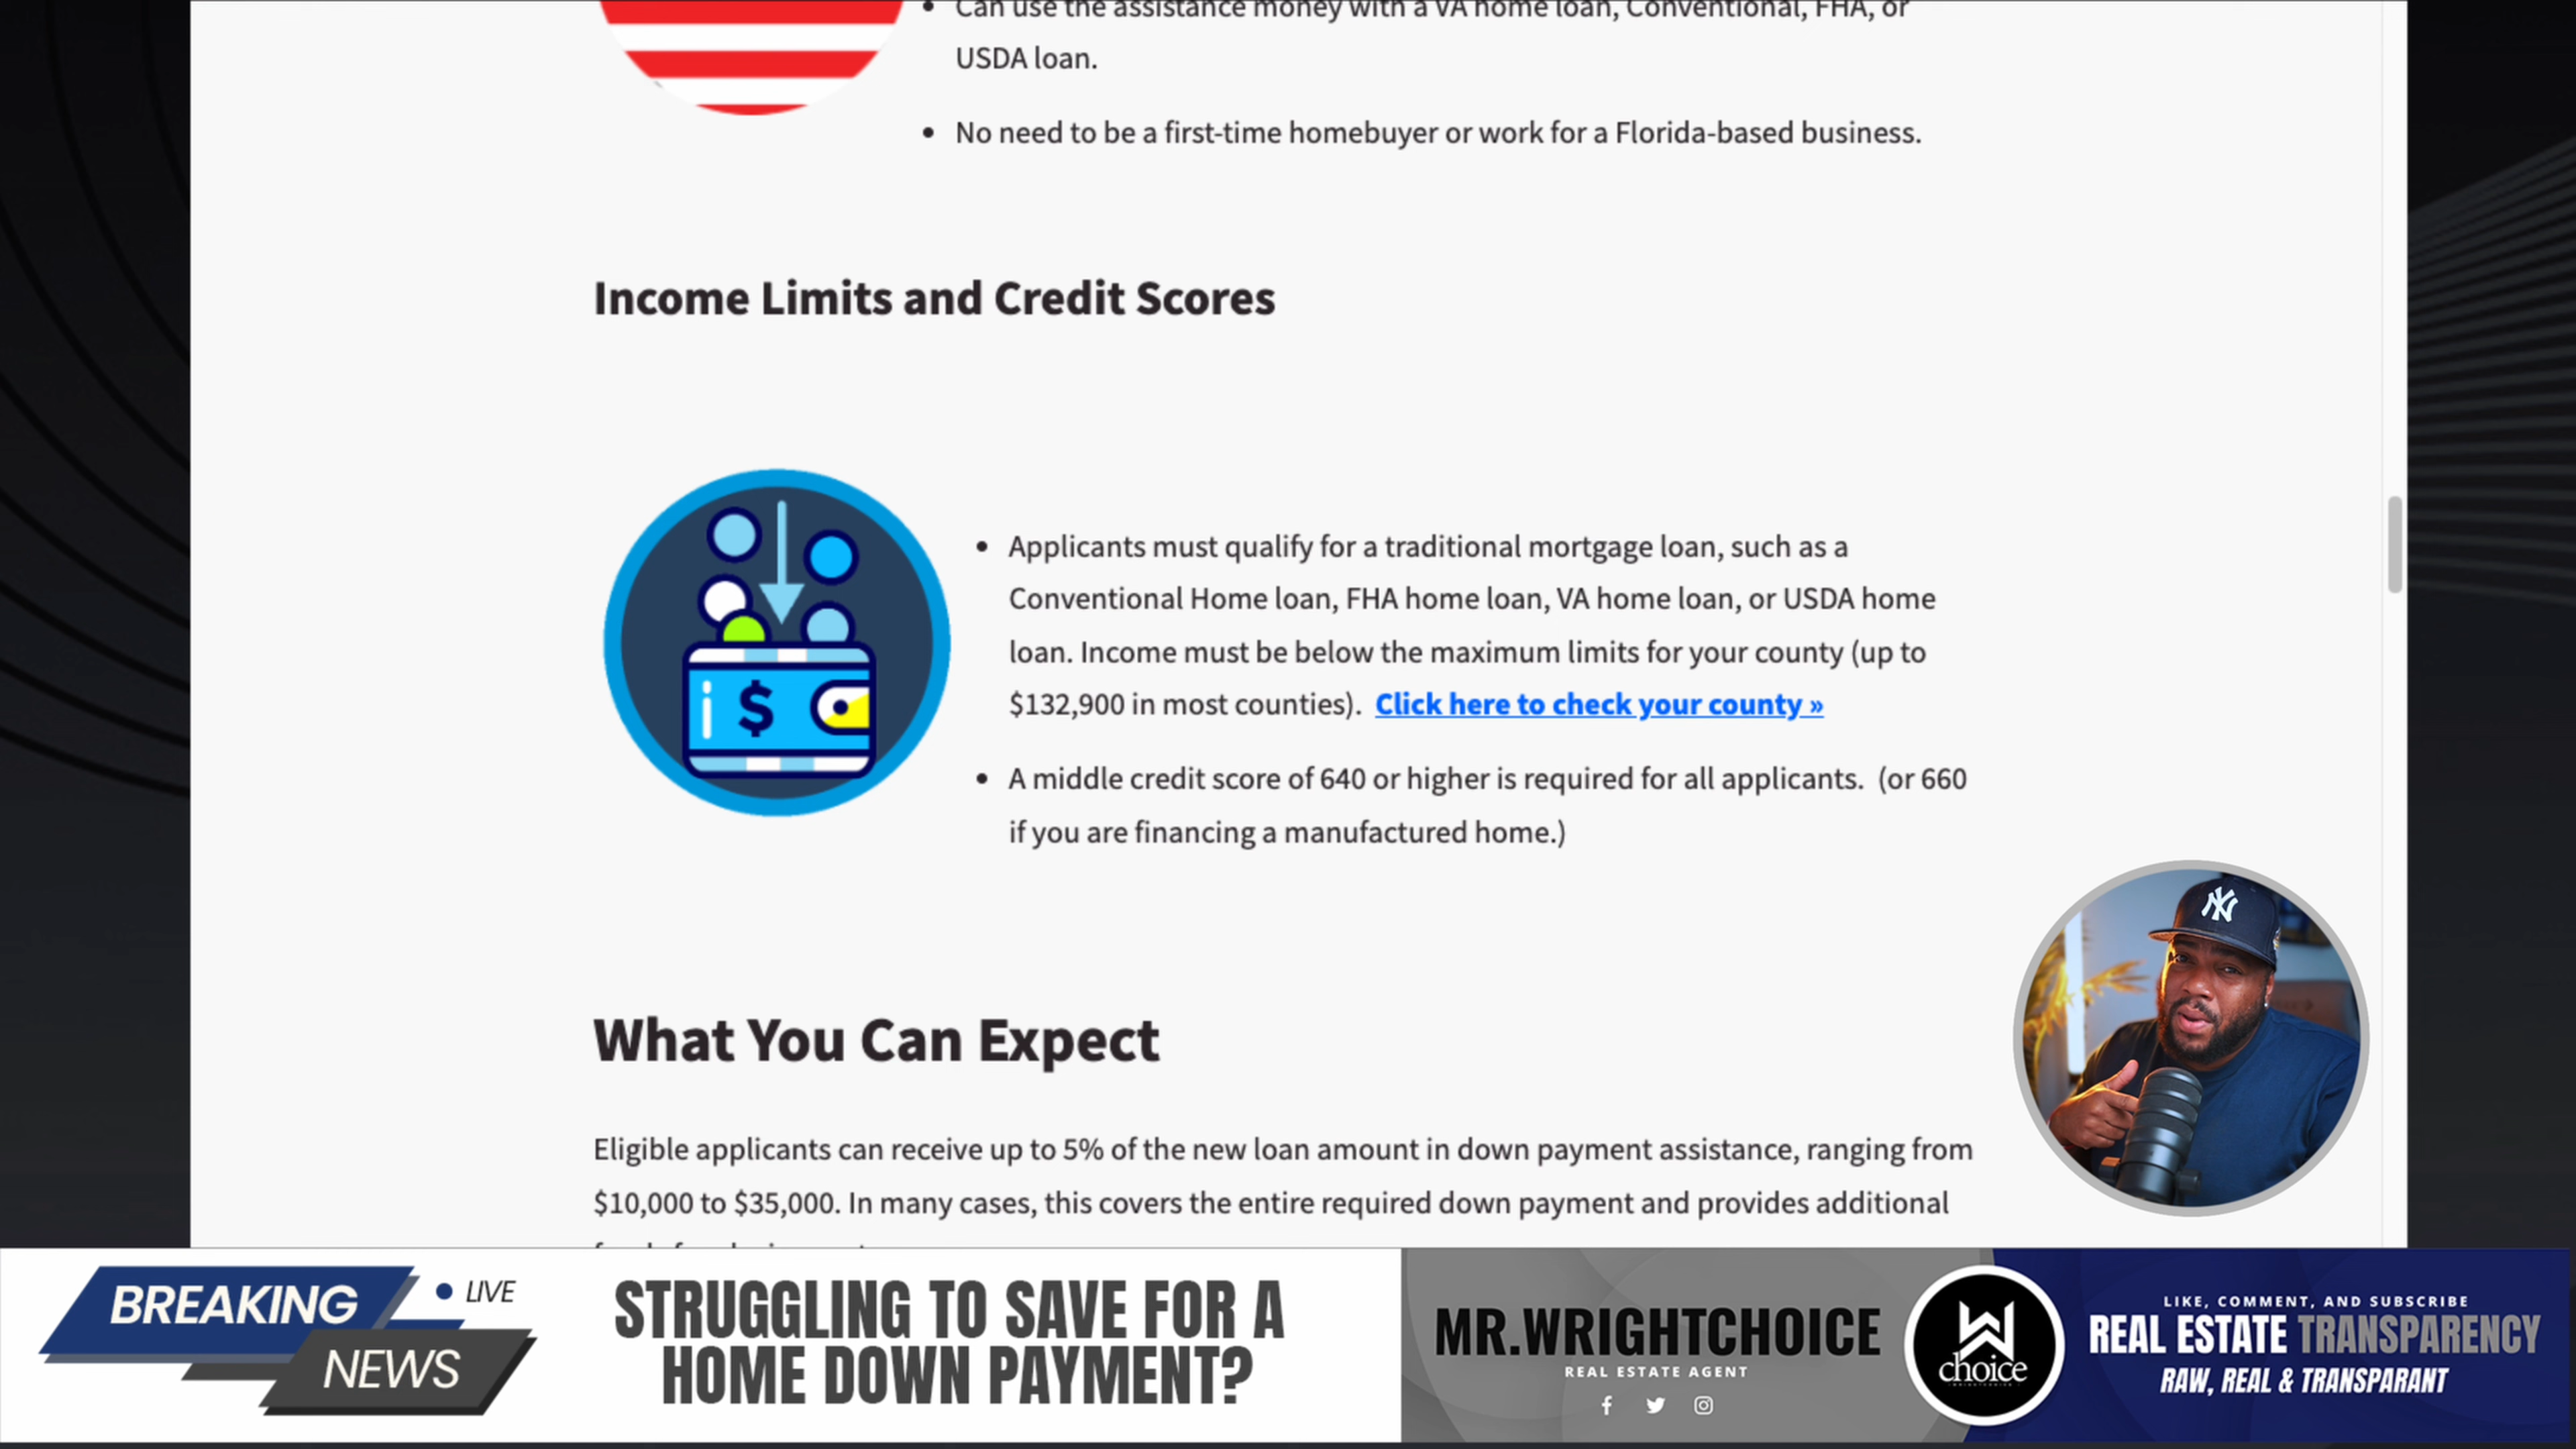 Can use the assistance money with a VA home loan, Conventional, FHA, or
USDA loan.
No need to be a first-time homebuyer or work for a Florida-based business.
Income Limits and Credit Scores
Applicants must qualify for a traditional mortgage loan, such as a
Conventional Home loan, FHA home loan, VA home loan, or USDA home
loan. Income must be below the maximum limits for your county (up to
$132,900 in most counties). Click here to check your county »
A middle credit score of 640 or higher is required for all applicants. (or 660
if you are financing a manufactured home.)
$
NY
What You Can Expect
Eligible applicants can receive up to 5% of the new loan amount in down payment assistance, ranging from
$10,000 to $35,000. In many cases, this covers the entire required down payment and provides additional
BREAKING
NEWS
• LIVE
STRUGGLING TO SAVE FOR A
HOME DOWN PAYMENT?
MR.WRIGHTCHOICE
REAL ESTATE AGENT
W
choice
LIKE, COMMENT, AND SUBSCRIBE
REAL ESTATE TRANSPARENCY
RAW, REAL & TRANSPARANT